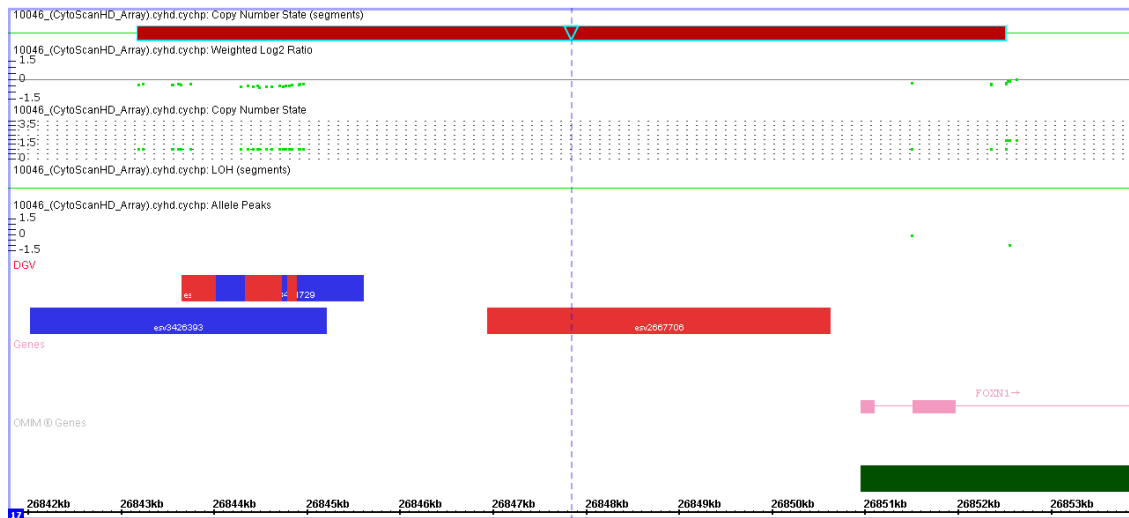 10046_(CytoScanHD_Array).cyhd.cychp: Copy Number State (segments)
10046_(CytoScanHD_Array).cyhd.cychp: Weighted Log2 Ratio
1.5
0
-1.5
10046_(CytoScanHD_Array).cyhd.cychp: Copy Number State
3.5
1.5
0
10046_(CytoScanHD_Array).cyhd.cychp: LOH (segments)
10046_(CytoScanHD_Array).cyhd.cychp: Allele Peaks
1.5
0
-1.5
DGV
1729
esv3426393 esv2667706
Genes
FOXN1→
OMIM ® Genes
26842kb 26843kb 26844kb 26845kb 26846kb 26847kb 26848kb 26849kb 26850kb 26851kb 26852kb 26853kb
17